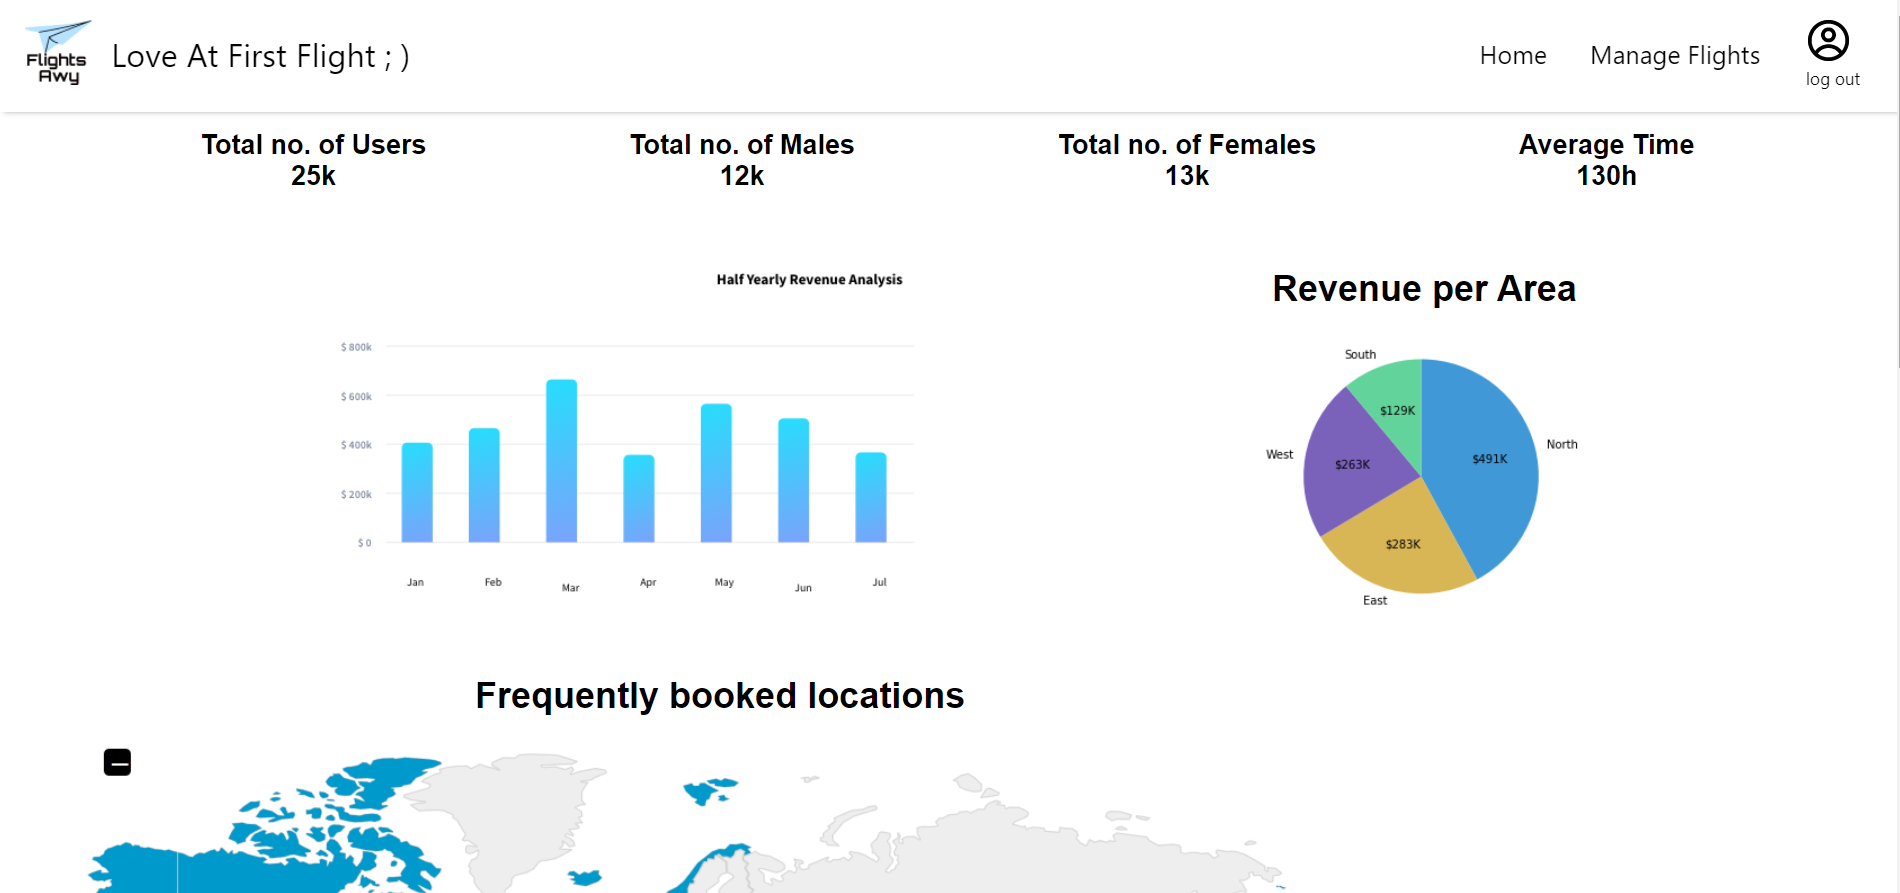 Flights
Awy
Love At First Flight ; )
Home
Manage Flights
log out
Total no. of Users
25k
Total no. of Males
12k
Total no. of Females
13k
Average Time
130h
Half Yearly Revenue Analysis
$ 800k
$ 600k
$ 400k
$ 200k
$ 0
Jan
Feb
Mar
Apr
May
Jun
Jul
Revenue per Area
South
$129K
North
$491K
West
$263K
$283K
East
Frequently booked locations